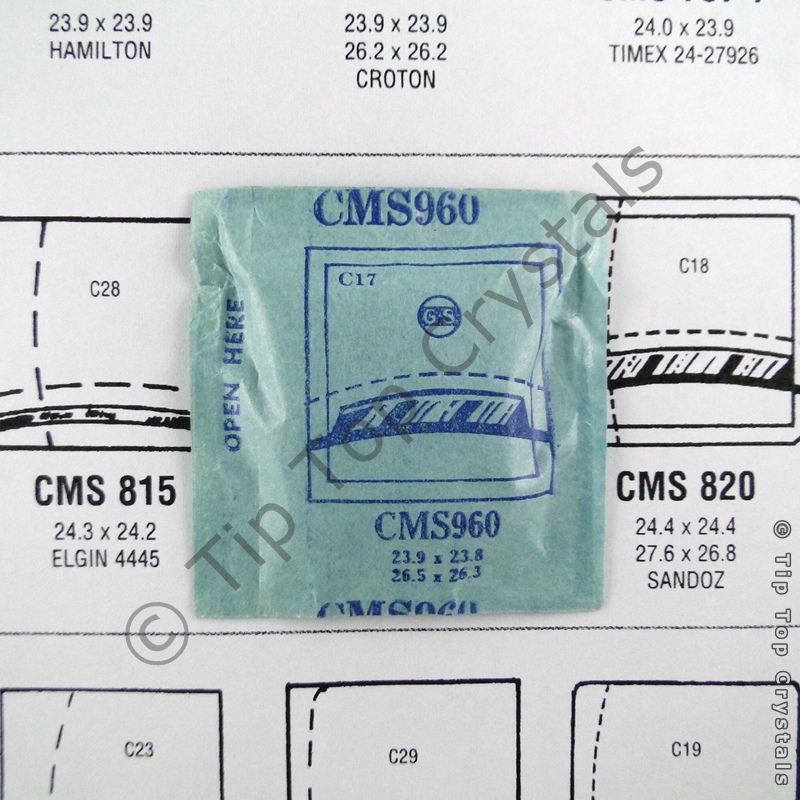 23.9 x 23.9
HAMILTON
23.9 x 23.9
26.2 x 26.2
CROTON
24.0 x 23.9
TIMEX 24-27926
CMS960
C17
GS
OPEN HERE
CMS960
23.9 x 23.8
26.5 x 26.3
CMS960
C28
CMS 815
24.3 x 24.2
ELGIN 4445
C18
CMS 820
24.4 x 24.4
27.6 x 26.8
SANDOZ
C23
C29
C19
© Tip Top Crystals
© Tip Top Crystals